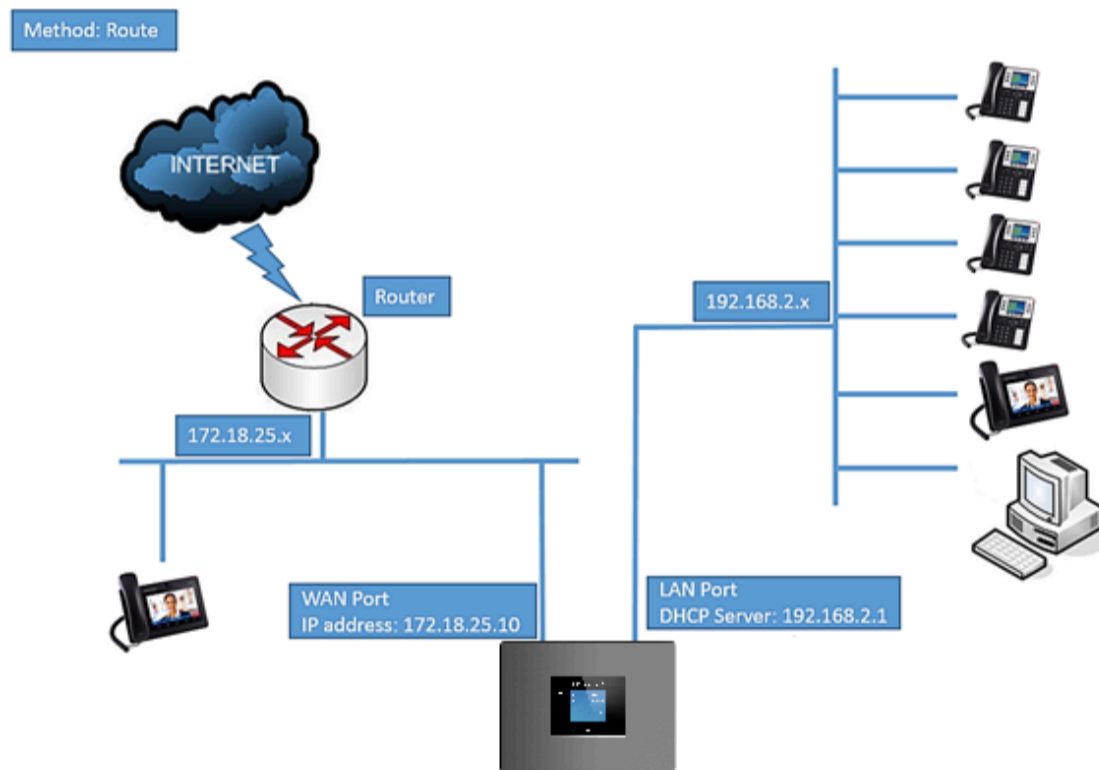 Method: Route
INTERNET
Router
192.168.2.x
172.18.25.x
WAN Port
IP address: 172.18.25.10
LAN Port
DHCP Server: 192.168.2.1